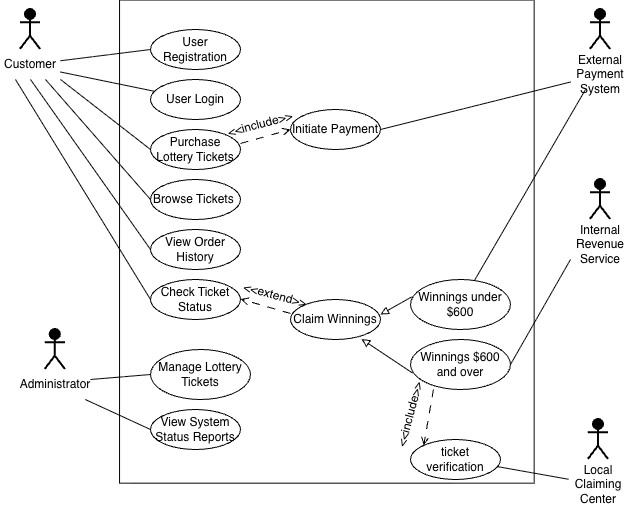 Customer
User
Registration
User Login
Purchase
Lottery Tickets
<<include>>
Initiate Payment
Browse Tickets
View Order
History
Check Ticket
Status
<<extend>>
Claim Winnings
Winnings under
$600
Winnings $600
and over
<<include>>
ticket
verification
Administrator
Manage Lottery
Tickets
View System
Status Reports
External
Payment
System
Internal
Revenue
Service
Local
Claiming
Center